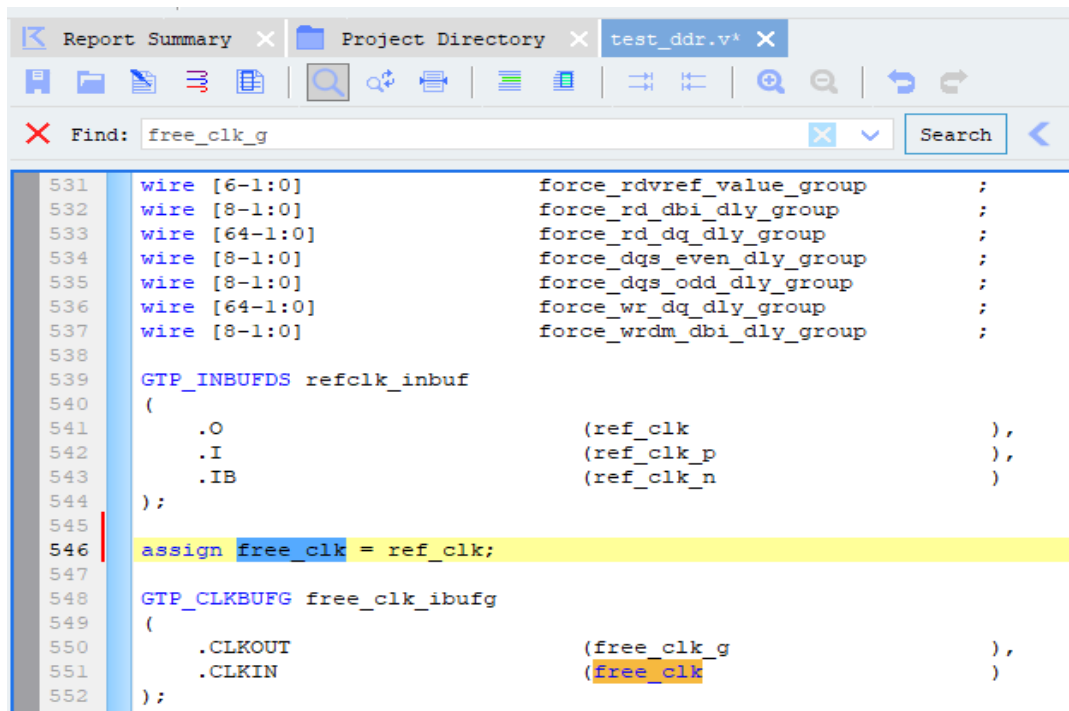 Report Summary Project Directory test_ddr.v*
Find: free_clk_g Search
531 wire [6-1:0] force_rdvref_value_group ;
532 wire [8-1:0] force_rd_dbi_dly_group ;
533 wire [64-1:0] force_rd_dq_dly_group ;
534 wire [8-1:0] force_dqs_even_dly_group ;
535 wire [8-1:0] force_dqs_odd_dly_group ;
536 wire [64-1:0] force_wr_dq_dly_group ;
537 wire [8-1:0] force_wrdm_dbi_dly_group ;
538
539 GTP_INBUFDS refclk_inbuf
540 (
541 .O (ref_clk ),
542 .I (ref_clk_p ),
543 .IB (ref_clk_n )
544 );
545
546 assign free_clk = ref_clk;
547
548 GTP_CLKBUFG free_clk_ibufg
549 (
550 .CLKOUT (free_clk_g ),
551 .CLKIN (free_clk )
552 );